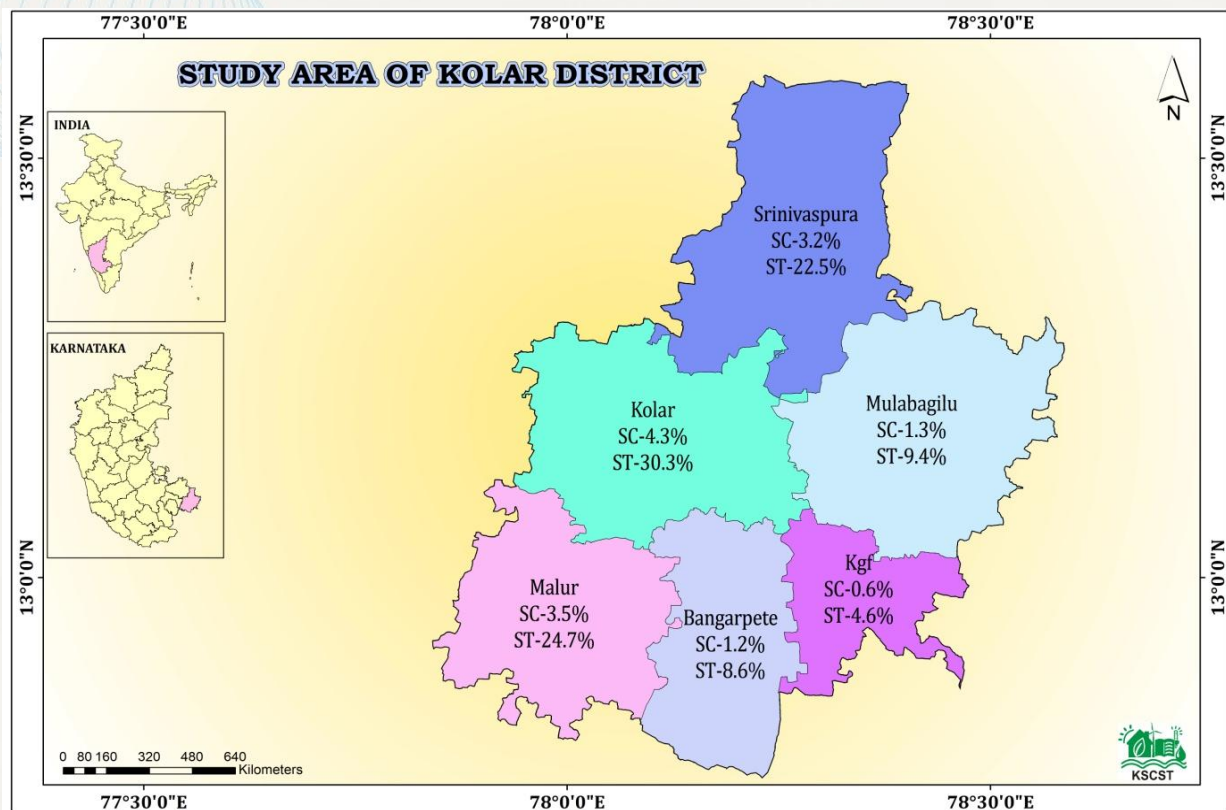 77°30'0"E 78°0'0"E 78°30'0"E
STUDY AREA OF KOLAR DISTRICT
N
INDIA
13°30'0"N 13°30'0"N
Srinivaspura
SC-3.2%
ST-22.5%
KARNATAKA
Kolar
SC-4.3%
ST-30.3%
Mulabagilu
SC-1.3%
ST-9.4%
13°0'0"N 13°0'0"N
Malur
SC-3.5%
ST-24.7%
Bangarpete
SC-1.2%
ST-8.6%
Kgf
SC-0.6%
ST-4.6%
0 80 160 320 480 640
Kilometers
KSCST
77°30'0"E 78°0'0"E 78°30'0"E